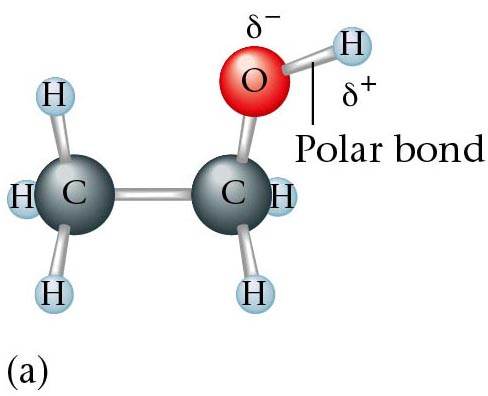 δ⁻
H
O
H
δ⁺
Polar bond
H C C H
H H
(a)